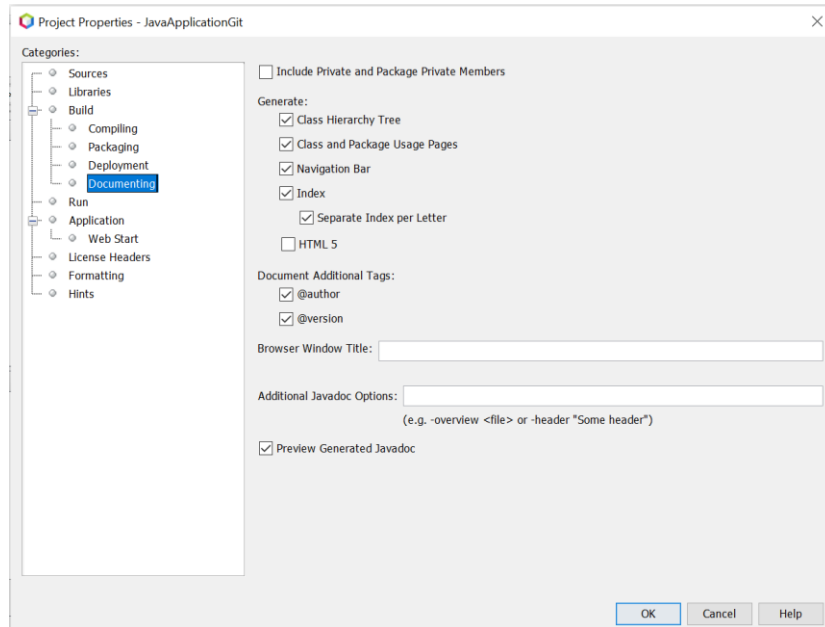 Project Properties - JavaApplicationGit
Categories:
Sources
Libraries
Build
Compiling
Packaging
Deployment
Documenting
Run
Application
Web Start
License Headers
Formatting
Hints
Include Private and Package Private Members
Generate:
Class Hierarchy Tree
Class and Package Usage Pages
Navigation Bar
Index
Separate Index per Letter
HTML 5
Document Additional Tags:
@author
@version
Browser Window Title:
Additional Javadoc Options:
(e.g. -overview <file> or -header "Some header")
Preview Generated Javadoc
OK Cancel Help